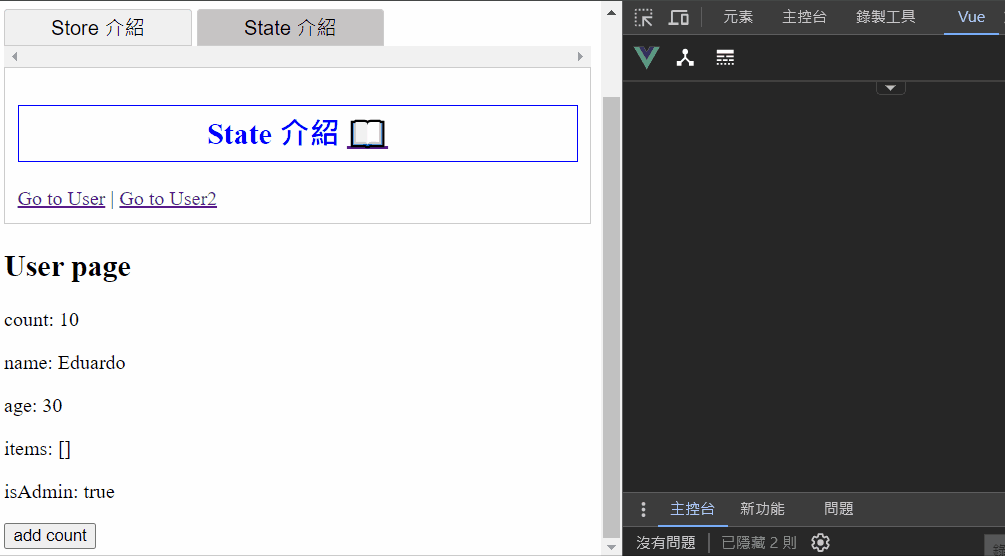 Store 介紹
State 介紹
State 介紹
Go to User | Go to User2
User page
count: 10
name: Eduardo
age: 30
items: []
isAdmin: true
add count
元素
主控台
錄製工具
Vue
主控台
新功能
問題
沒有問題
已隱藏 2 則